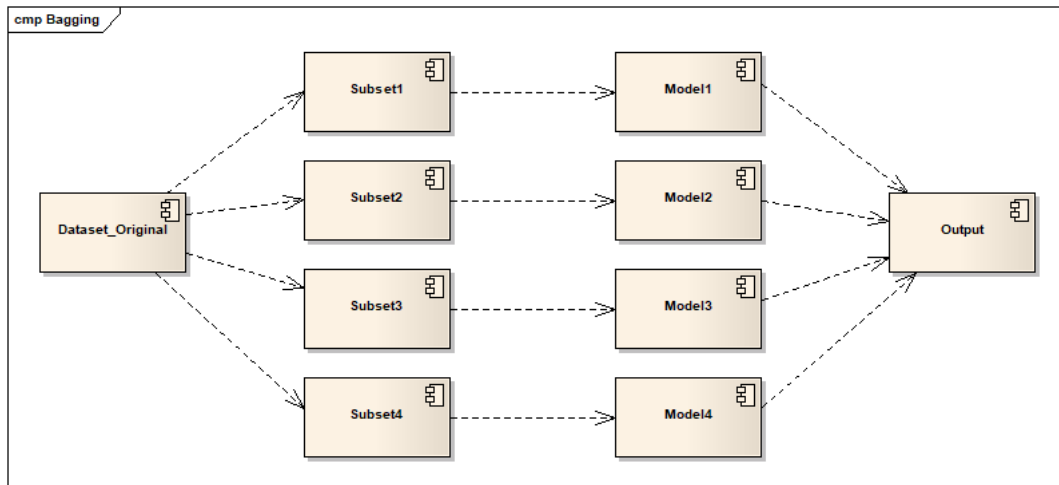 cmp Bagging
Subset1
Model1
Subset2
Model2
Dataset_Original
Output
Subset3
Model3
Subset4
Model4